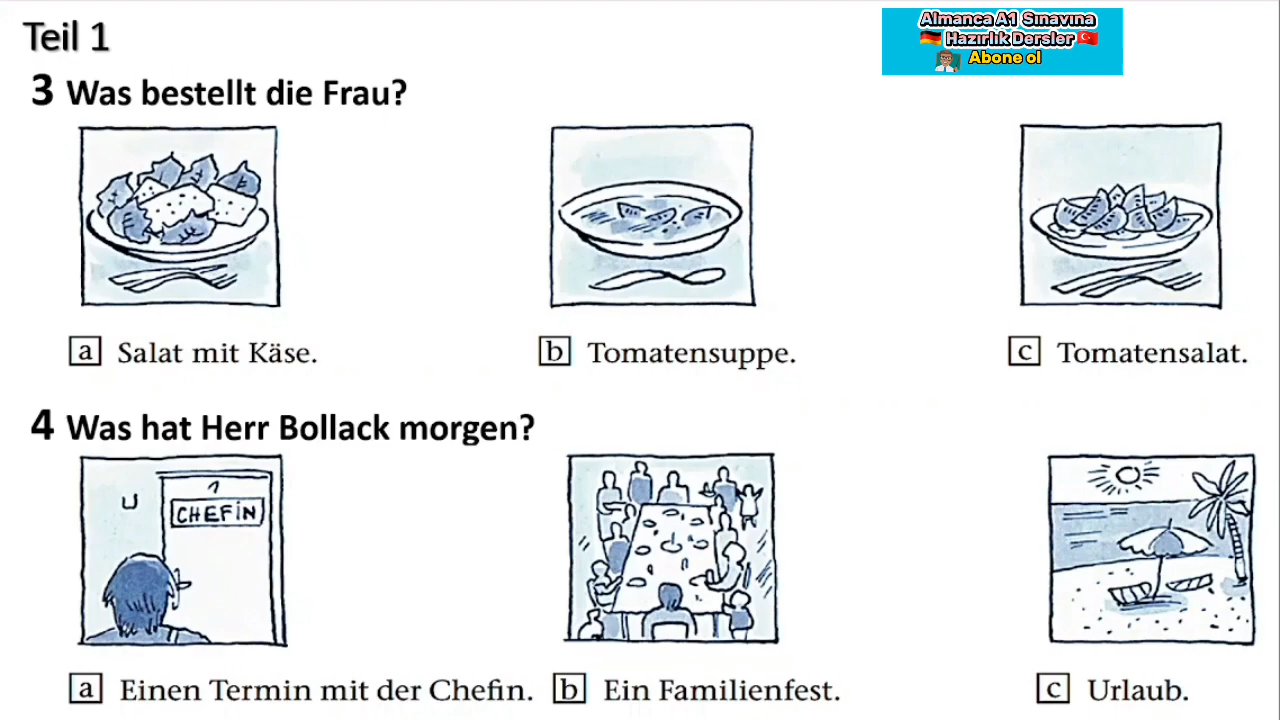 Teil 1
Almanca A1 Sınavına
Hazırlık Dersler
Abone ol
3 Was bestellt die Frau?
a Salat mit Käse.
b Tomatensuppe.
c Tomatensalat.
4 Was hat Herr Bollack morgen?
CHEFiN
a Einen Termin mit der Chefin.
b Ein Familienfest.
c Urlaub.